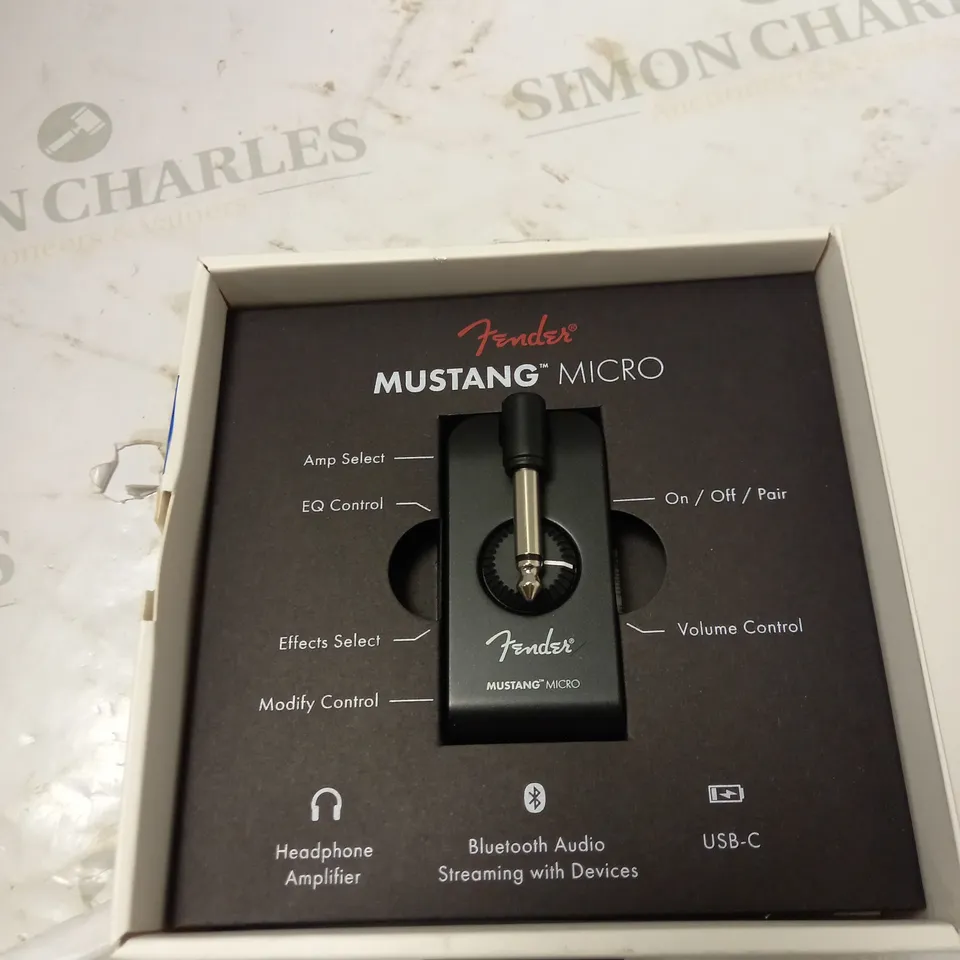 SIMON CHARLES
N CHARLES
Fender®
MUSTANG™ MICRO
Amp Select
EQ Control
On / Off / Pair
Effects Select
Volume Control
Modify Control
Fender®
MUSTANG™ MICRO
Headphone
Amplifier
Bluetooth Audio
Streaming with Devices
USB-C